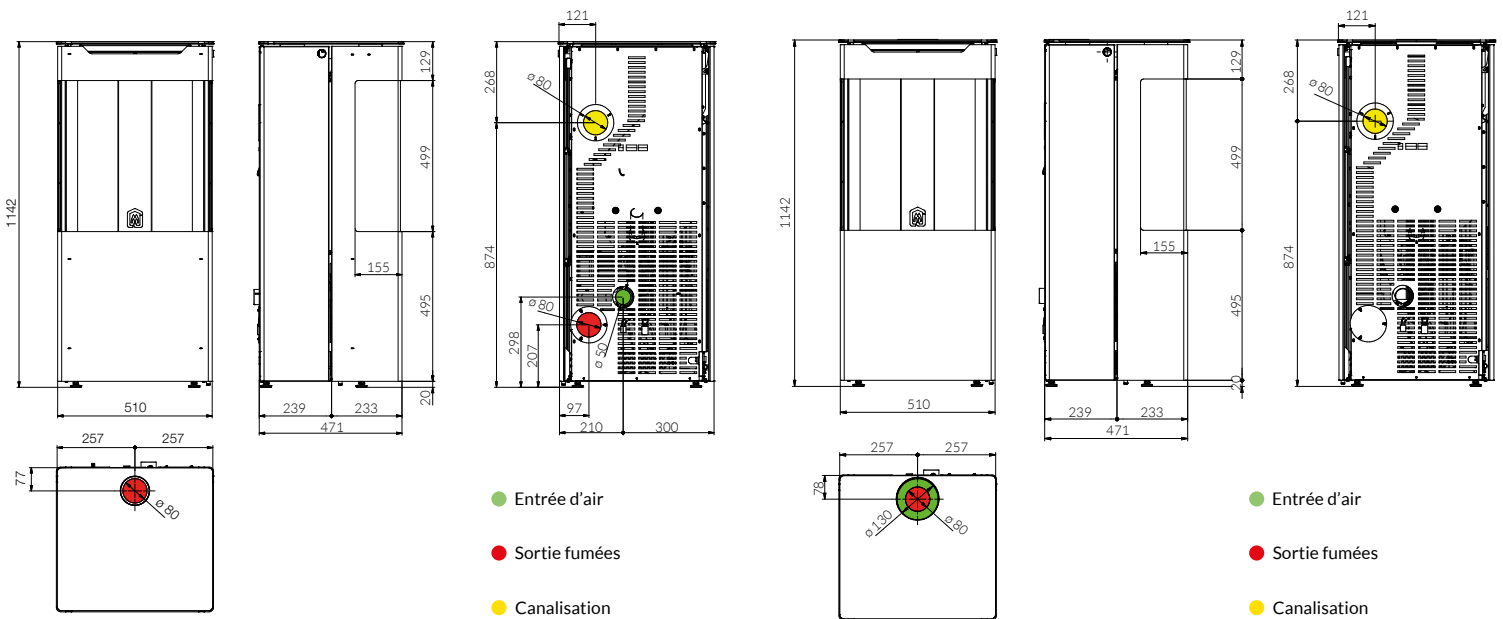 1142
510
129
499
155
495
20
239
233
471
121
268
ø 80
874
ø 80
298
207
ø 50
97
210
300
257
257
77
ø 80
Entrée d'air
Sortie fumées
Canalisation
1142
510
129
499
155
495
20
239
233
471
121
268
ø 80
874
257
257
78
ø 130
ø 80
Entrée d'air
Sortie fumées
Canalisation